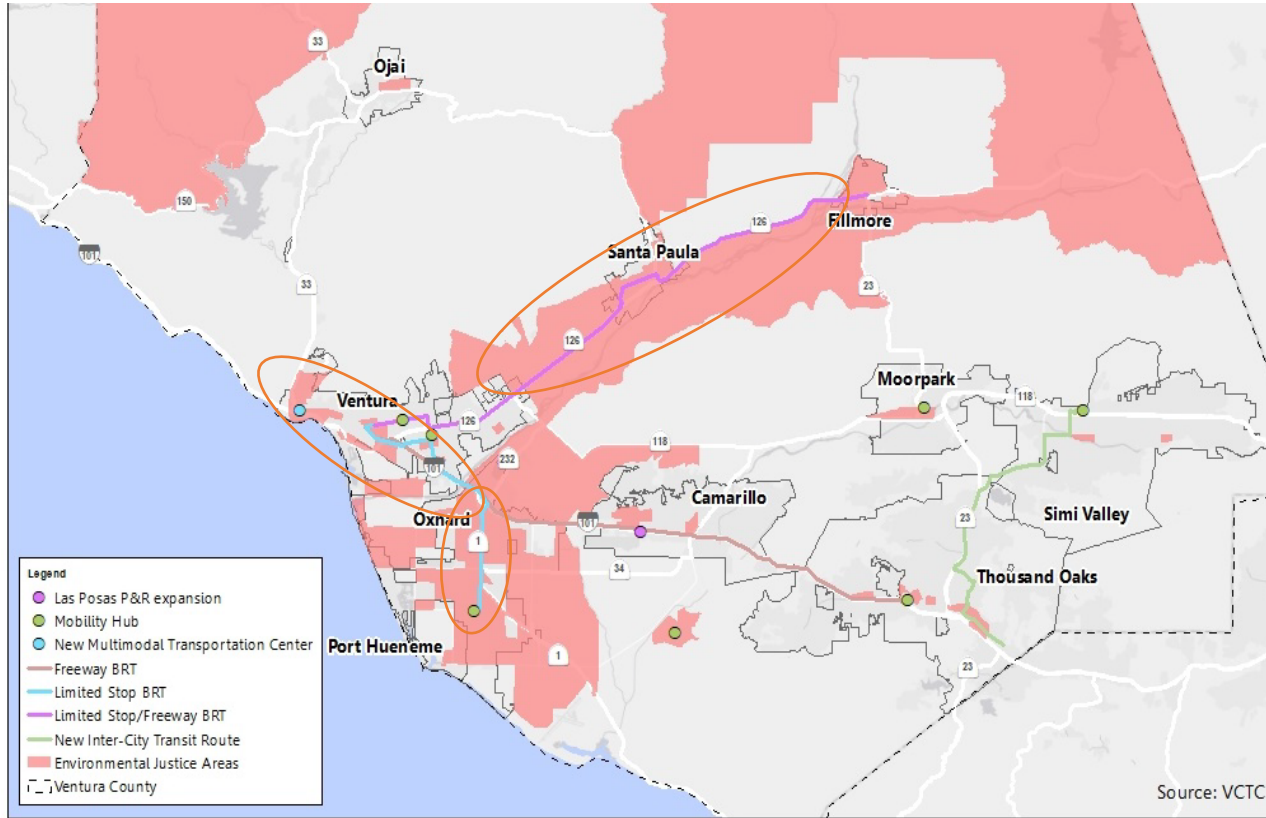 33
Ojai
150
101
33
126
Fillmore
Santa Paula
23
126
Moorpark
118
Ventura
126
118
101
232
Camarillo
Oxnard
101
1
34
23
Simi Valley
Thousand Oaks
Port Hueneme
1
23
Legend
Las Posas P&R expansion
Mobility Hub
New Multimodal Transportation Center
Freeway BRT
Limited Stop BRT
Limited Stop/Freeway BRT
New Inter-City Transit Route
Environmental Justice Areas
Ventura County
Source: VCTC